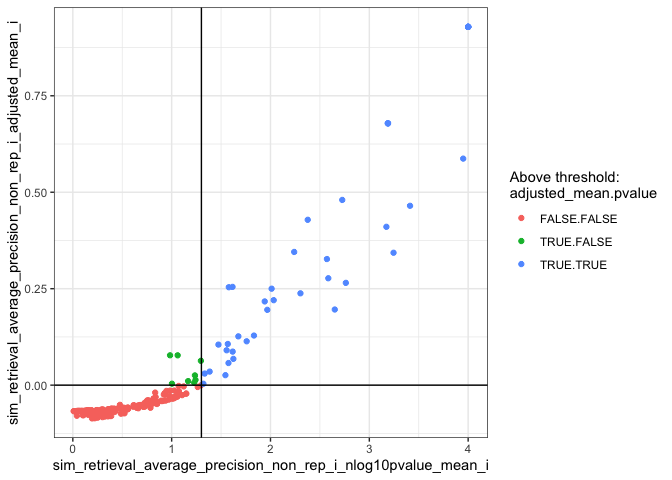 sim_retrieval_average_precision_non_rep_i_adjusted_mean_i
0.75
0.50
0.25
0.00
0
1
2
3
4
sim_retrieval_average_precision_non_rep_i_nlog10pvalue_mean_i
Above threshold:
adjusted_mean.pvalue
FALSE.FALSE
TRUE.FALSE
TRUE.TRUE